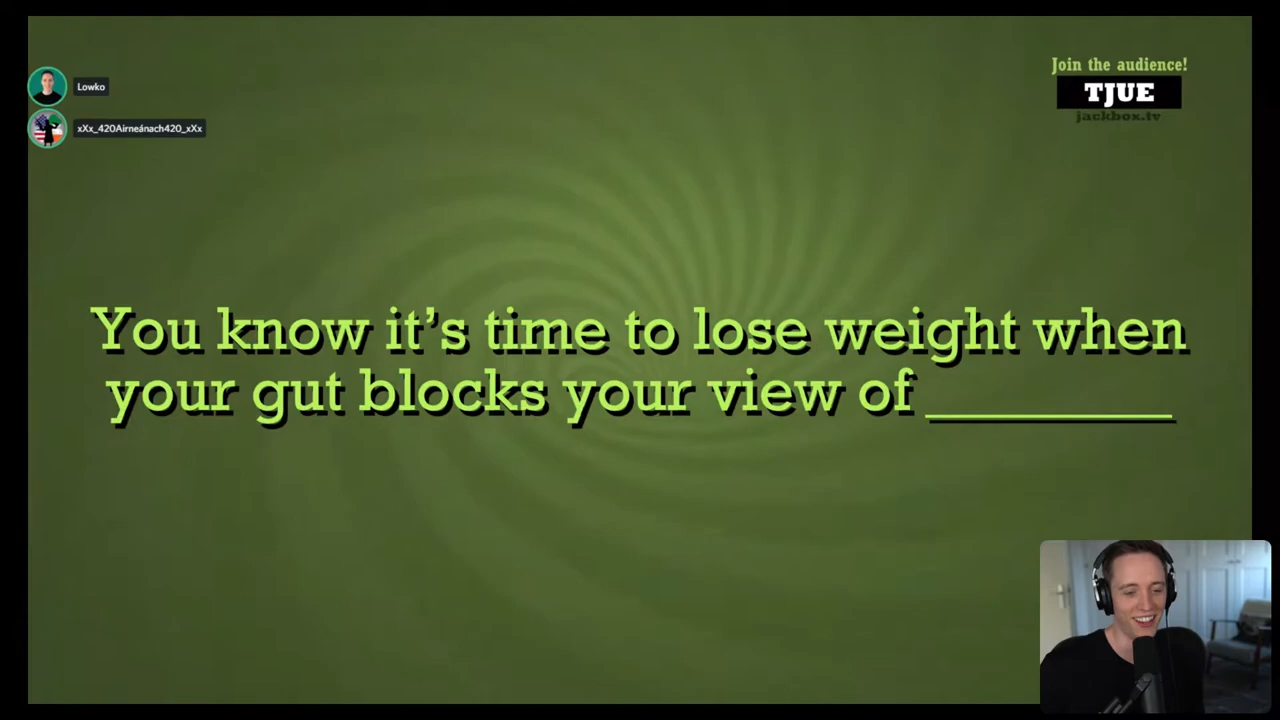 Join the audience!
TJUE
jackbox.tv
Lowko
xXx_420Airneánach420_xXx
You know it's time to lose weight when
your gut blocks your view of ________